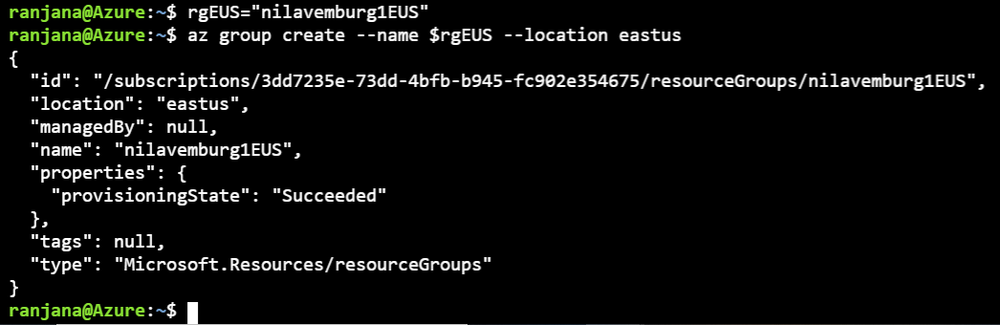 ranjana@Azure:~$ rgEUS="nilavemburg1EUS"
ranjana@Azure:~$ az group create --name $rgEUS --location eastus
{
  "id": "/subscriptions/3dd7235e-73dd-4bfb-b945-fc902e354675/resourceGroups/nilavemburg1EUS",
  "location": "eastus",
  "managedBy": null,
  "name": "nilavemburg1EUS",
  "properties": {
    "provisioningState": "Succeeded"
  },
  "tags": null,
  "type": "Microsoft.Resources/resourceGroups"
}
ranjana@Azure:~$